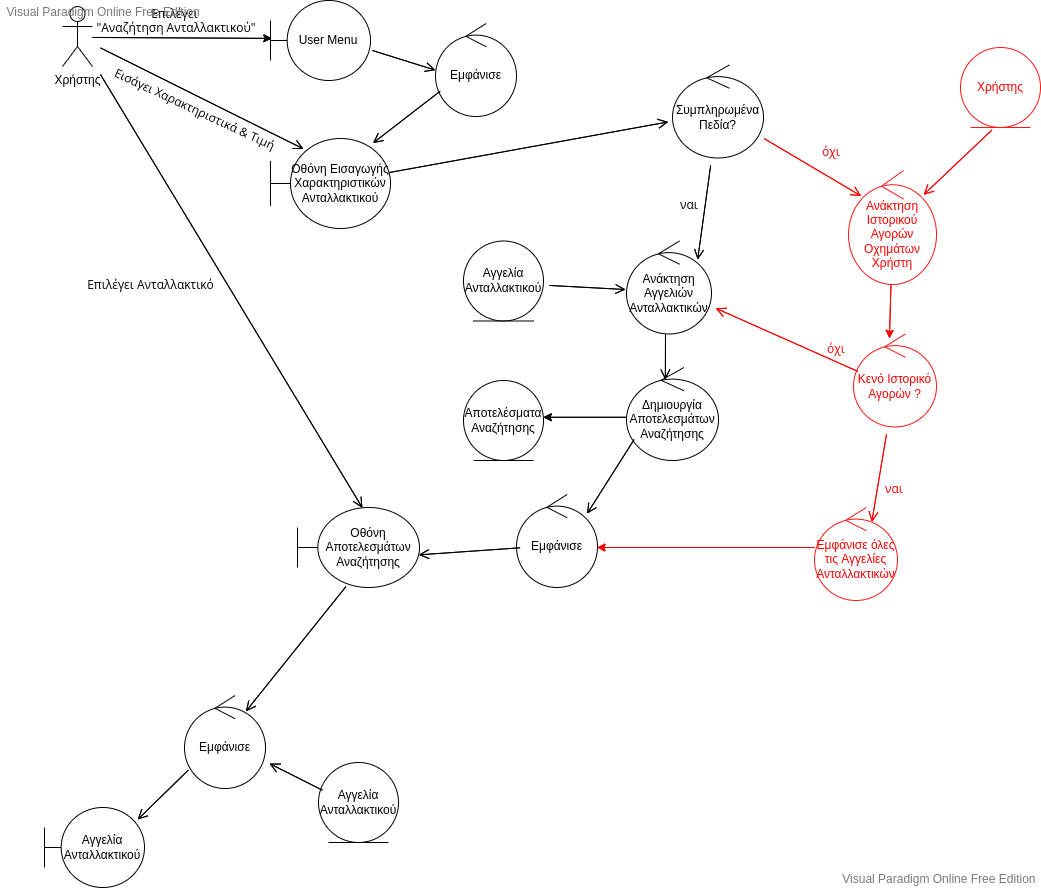 Visual Paradigm Online Free Edition
Επιλέγει
"Αναζήτηση Ανταλλακτικού"
User Menu
Χρήστης
Εμφάνισε
Εισάγει Χαρακτηριστικά & Τιμή
Συμπληρωμένα
Πεδία?
Χρήστης
όχι
Οθόνη Εισαγωγής
Χαρακτηριστικών
Ανταλλακτικού
ναι
Ανάκτηση
Ιστορικού
Αγορών
Οχημάτων
Χρήστη
Επιλέγει Ανταλλακτικό
Αγγελία
Ανταλλακτικού
Ανάκτηση
Αγγελιών
Ανταλλακτικών
όχι
Κενό Ιστορικό
Αγορών ?
Αποτελέσματα
Αναζήτησης
Δημιουργία
Αποτελεσμάτων
Αναζήτησης
ναι
Οθόνη
Αποτελεσμάτων
Αναζήτησης
Εμφάνισε
Εμφάνισε όλες
τις Αγγελίες
Ανταλλακτικών
Εμφάνισε
Αγγελία
Ανταλλακτικού
Αγγελία
Ανταλλακτικού
Visual Paradigm Online Free Edition